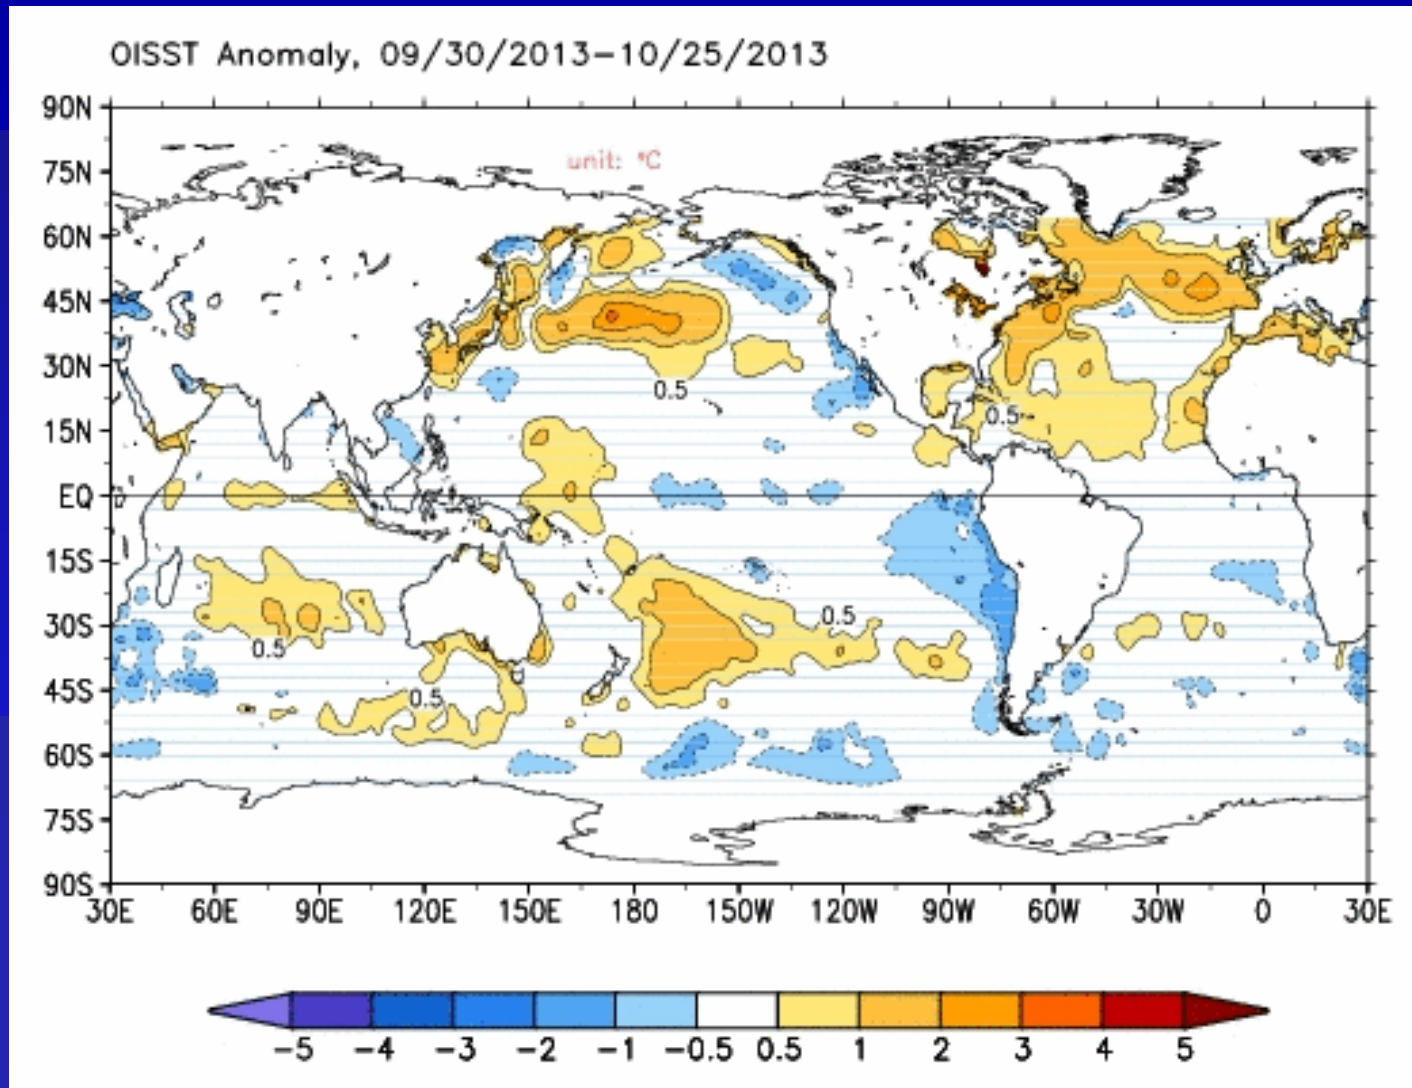 OISST Anomaly, 09/30/2013–10/25/2013
90N
75N
unit: °C
60N
45N
30N
0.5
0.5
15N
EQ
15S
30S
0.5
0.5
45S
0.5
60S
75S
90S
30E 60E 90E 120E 150E 180 150W 120W 90W 60W 30W 0 30E
−5 −4 −3 −2 −1 −0.5 0.5 1 2 3 4 5